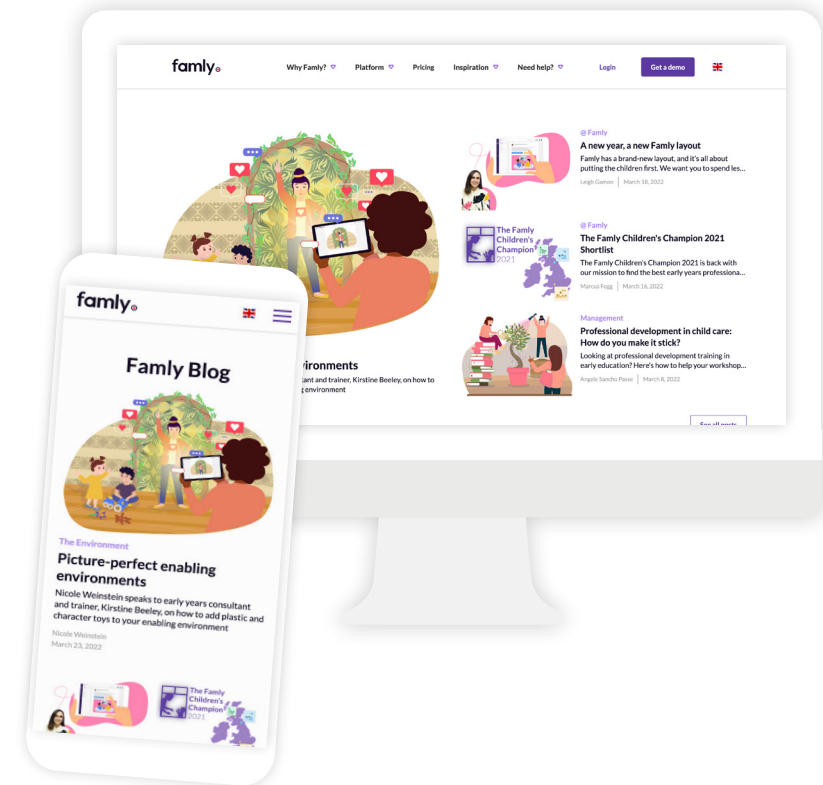 famly
Why Famly?
Platform
Pricing
Inspiration
Need help?
Login
Get a demo
@ Famly
A new year, a new Famly layout
Famly has a brand-new layout, and it's all about
putting the children first. We want you to spend les...
Leigh Gamon | March 18, 2022
The Famly
Children's
Champion
2021
@ Famly
The Famly Children's Champion 2021
Shortlist
The Famly Children's Champion 2021 is back with
our mission to find the best early years professiona...
Marcus Fogg | March 16, 2022
Management
Professional development in child care:
How do you make it stick?
Looking at professional development training in
early education? Here's how to help your workshop...
Angele Sancho Passe | March 8, 2022
See all posts
vironments
tant and trainer, Kirstine Beeley, on how to
g environment
famly
Famly Blog
The Environment
Picture-perfect enabling
environments
Nicole Weinstein speaks to early years consultant
and trainer, Kirstine Beeley, on how to add plastic and
character toys to your enabling environment
Nicole Weinstein
March 23, 2022
The Famly
Children's
Champion
2021